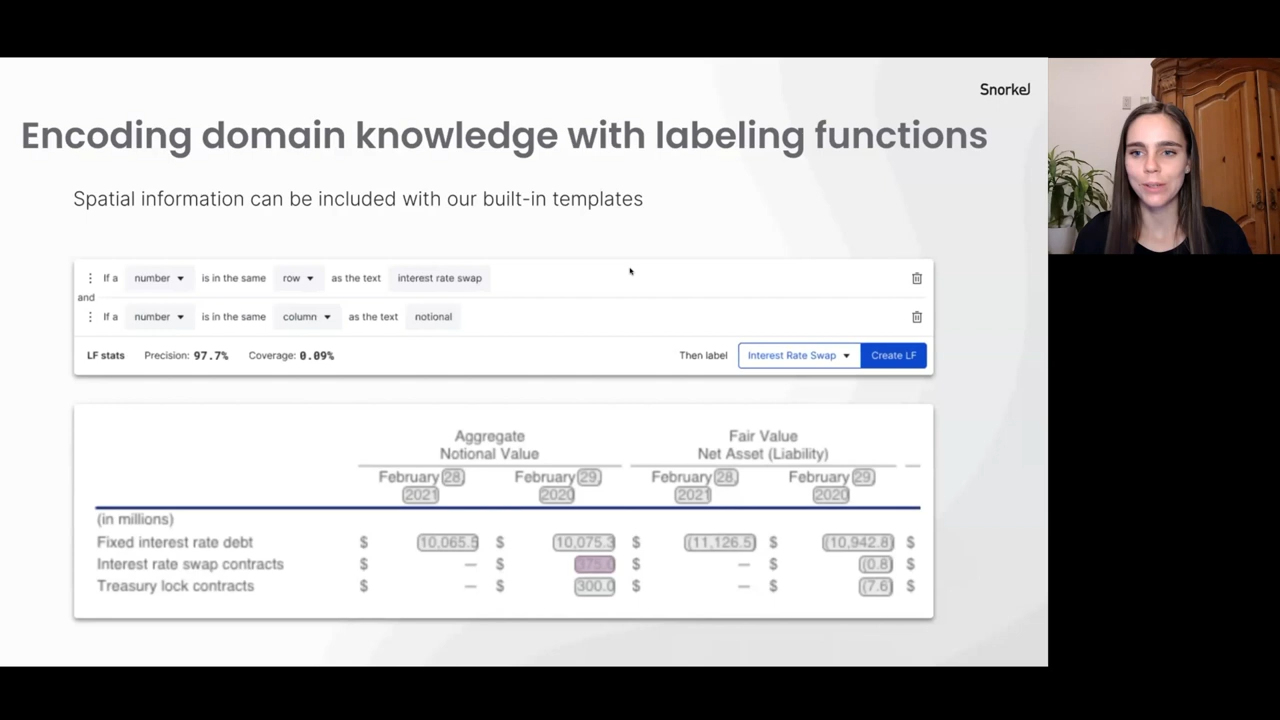 Snorkel
Encoding domain knowledge with labeling functions
Spatial information can be included with our built-in templates
If a number is in the same row as the text interest rate swap
and
If a number is in the same column as the text notional
LF stats Precision: 97.7% Coverage: 0.09% Then label Interest Rate Swap Create LF
Aggregate Fair Value
Notional Value Net Asset (Liability)
February 28, February 29, February 28, February 29,
2021 2020 2021 2020
(in millions)
Fixed interest rate debt $ 10,065.5 $ 10,075.3 $ (11,126.5) $ (10,942.8) $
Interest rate swap contracts $ — $ 375.0 $ — $ (0.8) $
Treasury lock contracts $ — $ 300.0 $ — $ (7.6) $